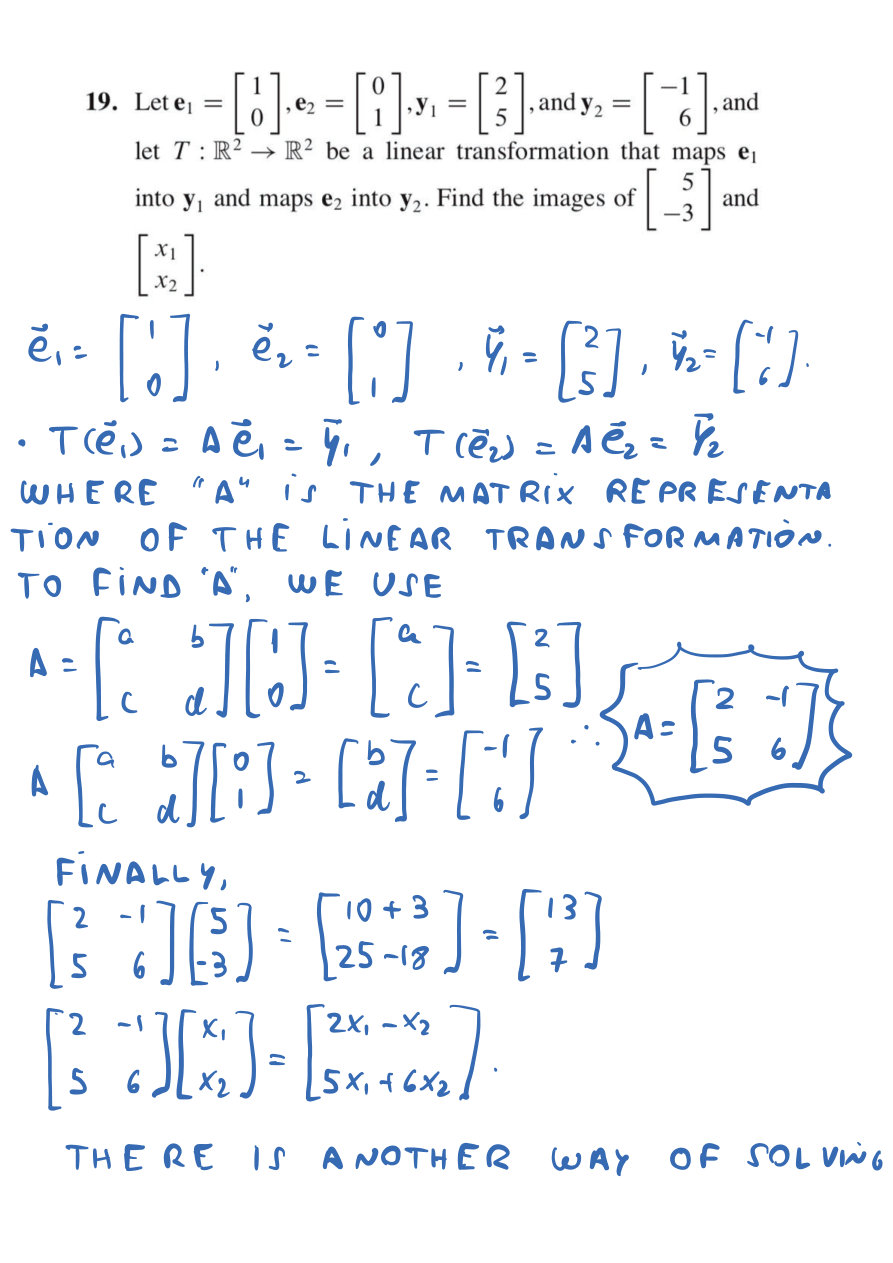 19. Let e₁ = [1 0], e₂ = [0 1], y₁ = [2 5], and y₂ = [−1 6], and
let T : ℝ² → ℝ² be a linear transformation that maps e₁
into y₁ and maps e₂ into y₂. Find the images of [5 −3] and
[x₁ x₂].
e⃗₁ = [1 0], e⃗₂ = [0 1], y⃗₁ = [2 5], y⃗₂ = [-1 6].
· T(e⃗₁) = A e⃗₁ = y⃗₁, T(e⃗₂) = A e⃗₂ = y⃗₂
WHERE "A" iS THE MATRiX REPRESENTA
TiON OF THE LiNEAR TRANSFORMATiON.
TO FiND "A", WE USE
A = [a b c d] [1 0] = [a c] = [2 5]
A [a b c d] [0 1] = [b d] = [-1 6] ∴ A = [2 -1 5 6]
FiNALLY,
[2 -1 5 6] [5 -3] = [10 + 3 25 - 18] = [13 7]
[2 -1 5 6] [x₁ x₂] = [2x₁ - x₂ 5x₁ + 6x₂].
THERE IS ANOTHER WAY OF SOLViNG